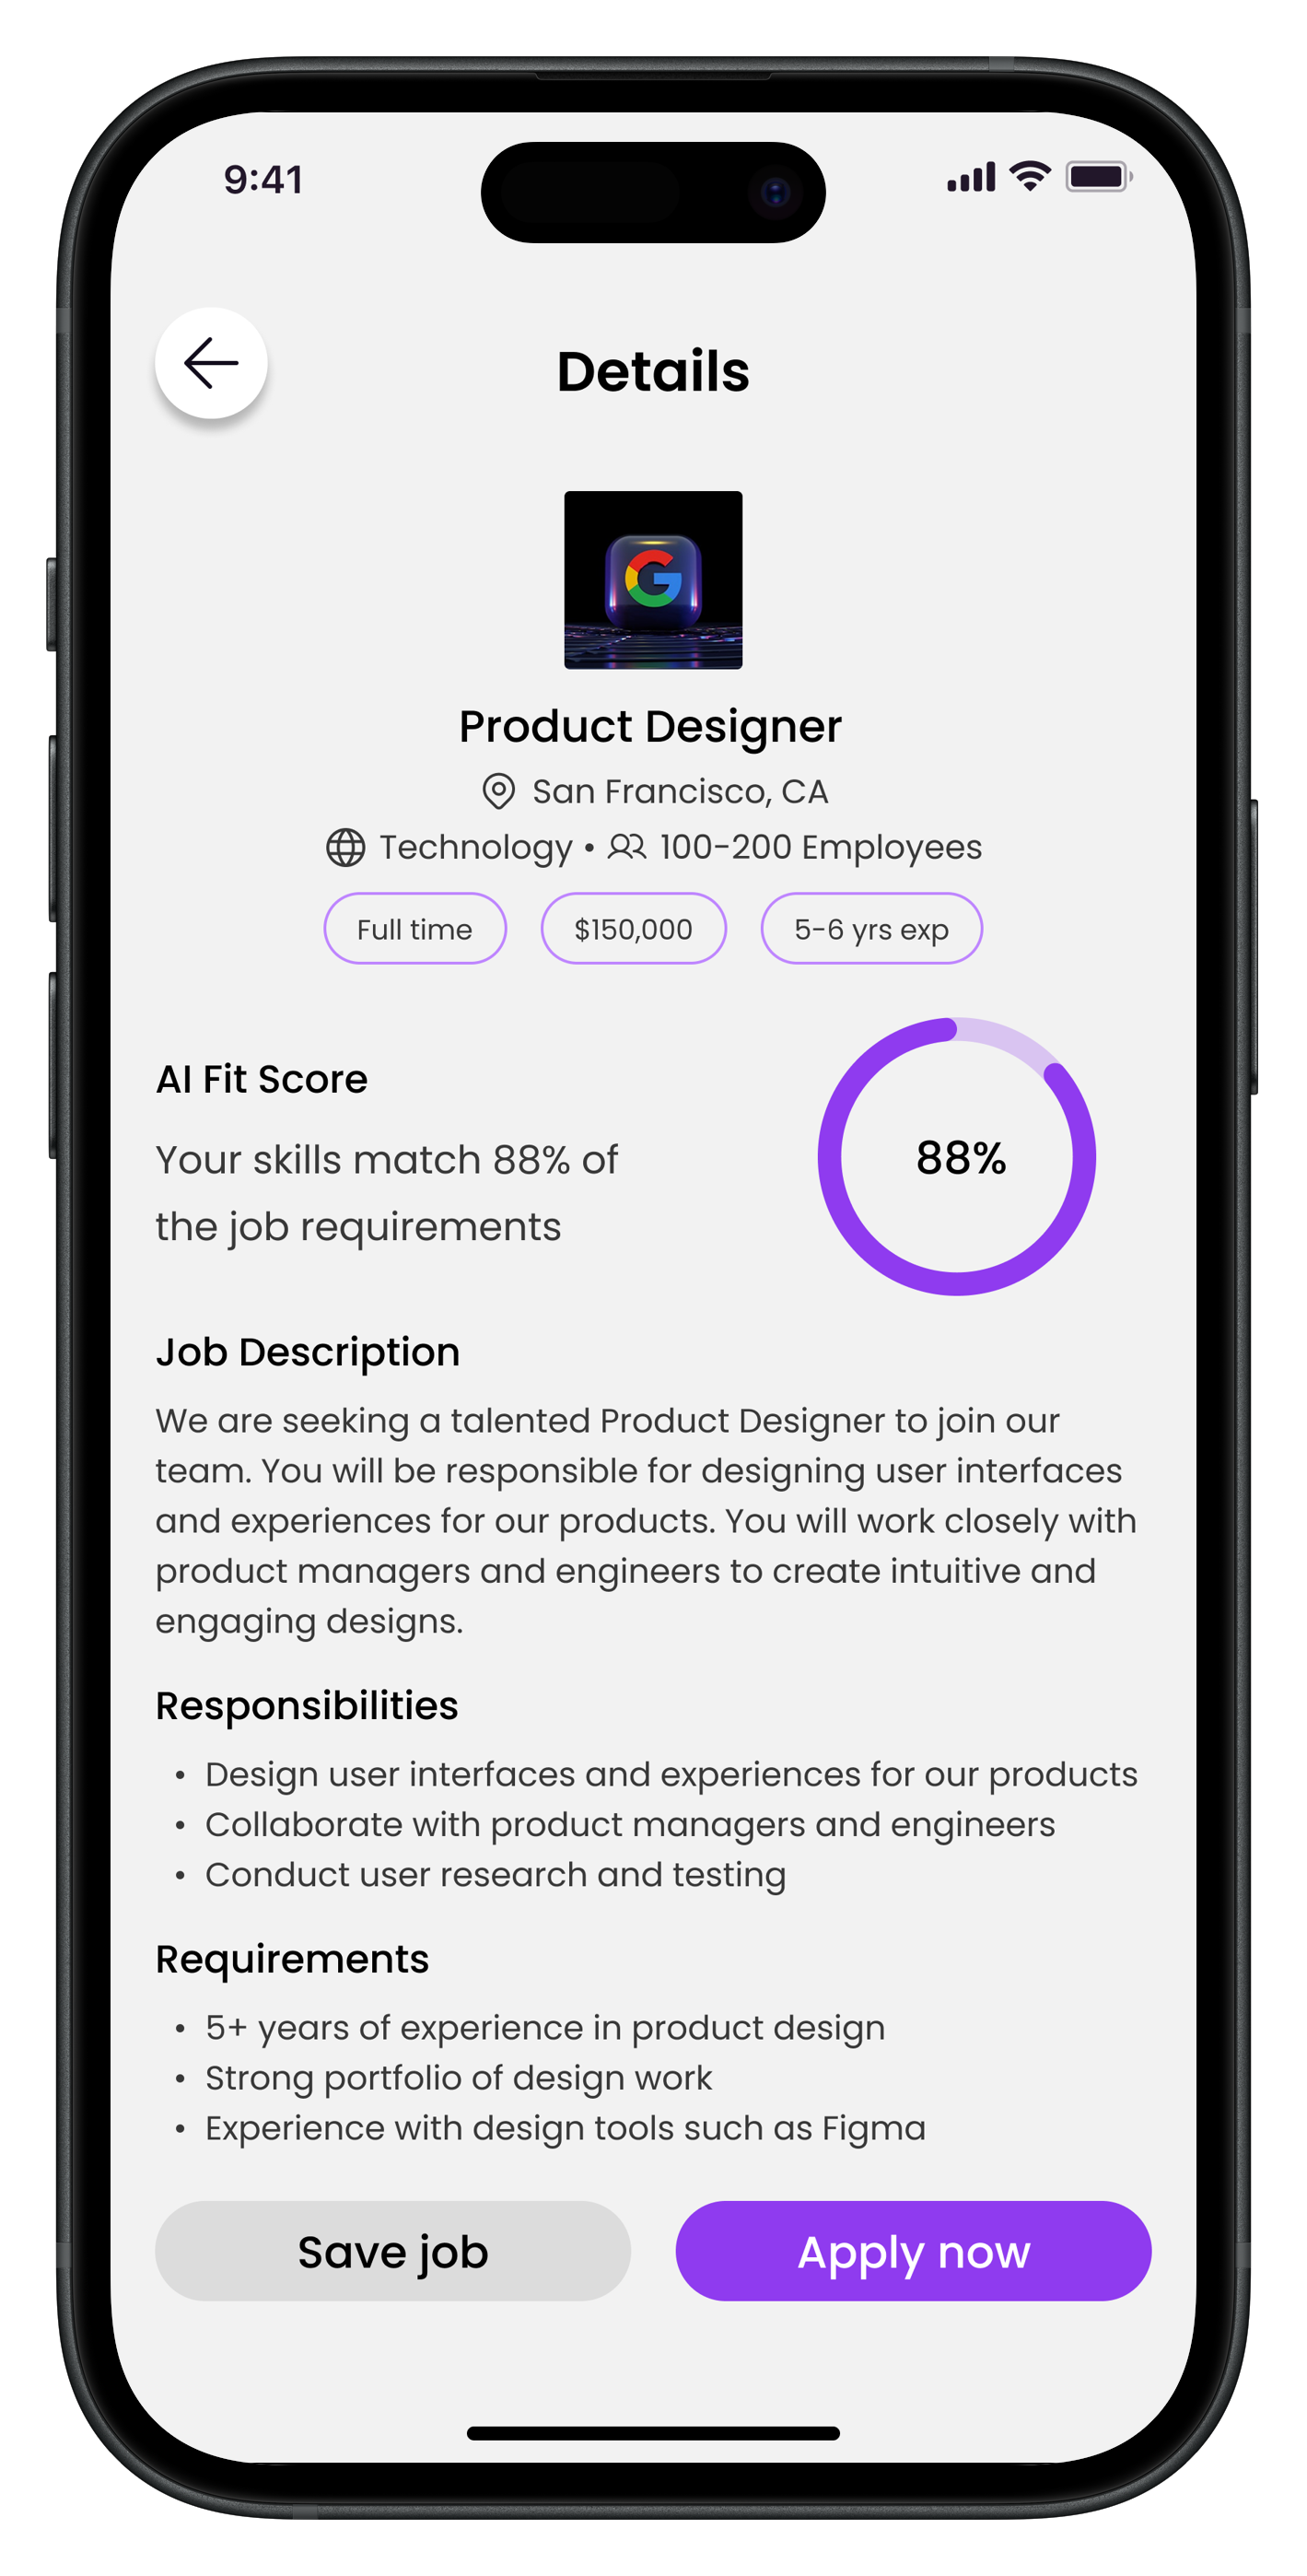 9:41
Details
Product Designer
San Francisco, CA
Technology • 100-200 Employees
Full time $150,000 5-6 yrs exp
AI Fit Score
Your skills match 88% of
the job requirements
88%
Job Description
We are seeking a talented Product Designer to join our
team. You will be responsible for designing user interfaces
and experiences for our products. You will work closely with
product managers and engineers to create intuitive and
engaging designs.
Responsibilities
• Design user interfaces and experiences for our products
• Collaborate with product managers and engineers
• Conduct user research and testing
Requirements
• 5+ years of experience in product design
• Strong portfolio of design work
• Experience with design tools such as Figma
Save job Apply now